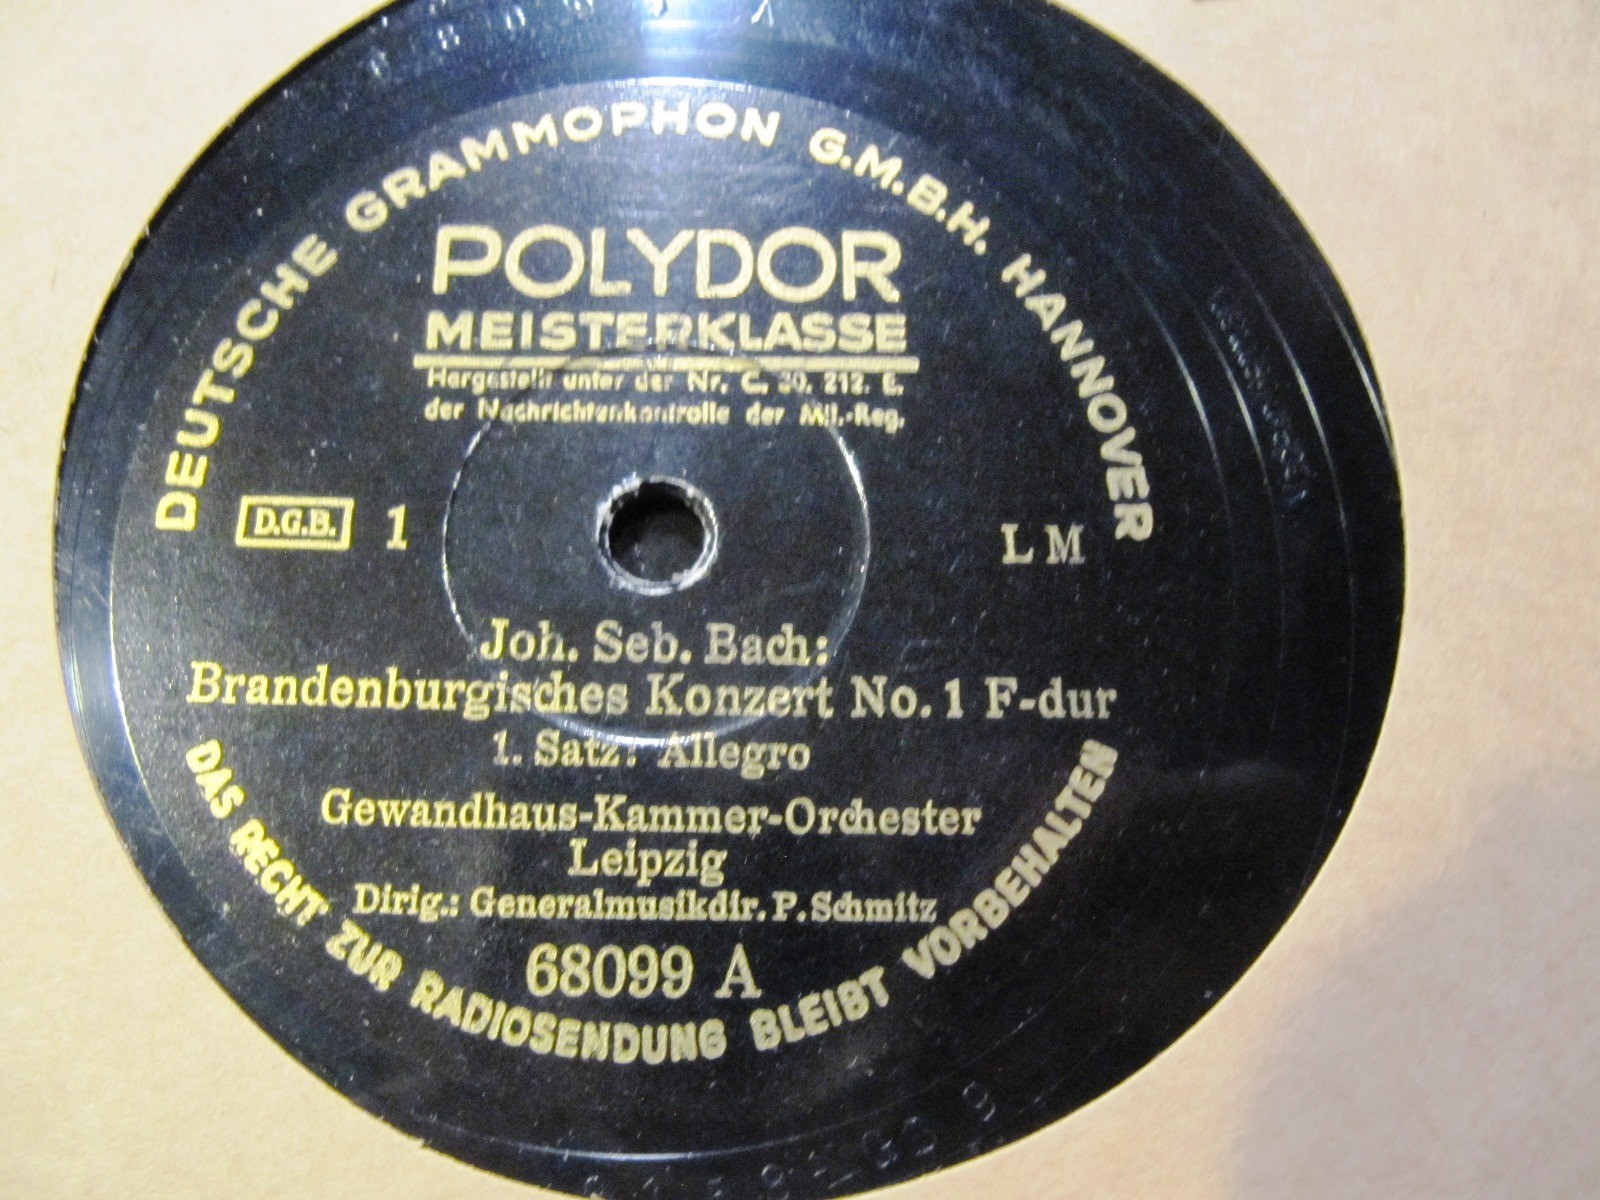 DEUTSCHE GRAMMOPHON G.M.B.H. HANNOVER
POLYDOR
MEISTERKLASSE
Hergestellt unter der Nr. C. 30. 212. E.
der Nachrichtenkontrolle der Mil.-Reg.
D.G.B. 1
L M
Joh. Seb. Bach:
Brandenburgisches Konzert No. 1 F-dur
1. Satz: Allegro
Gewandhaus-Kammer-Orchester
Leipzig
Dirig.: Generalmusikdir. P. Schmitz
68099 A
DAS RECHT ZUR RADIOSENDUNG BLEIBT VORBEHALTEN